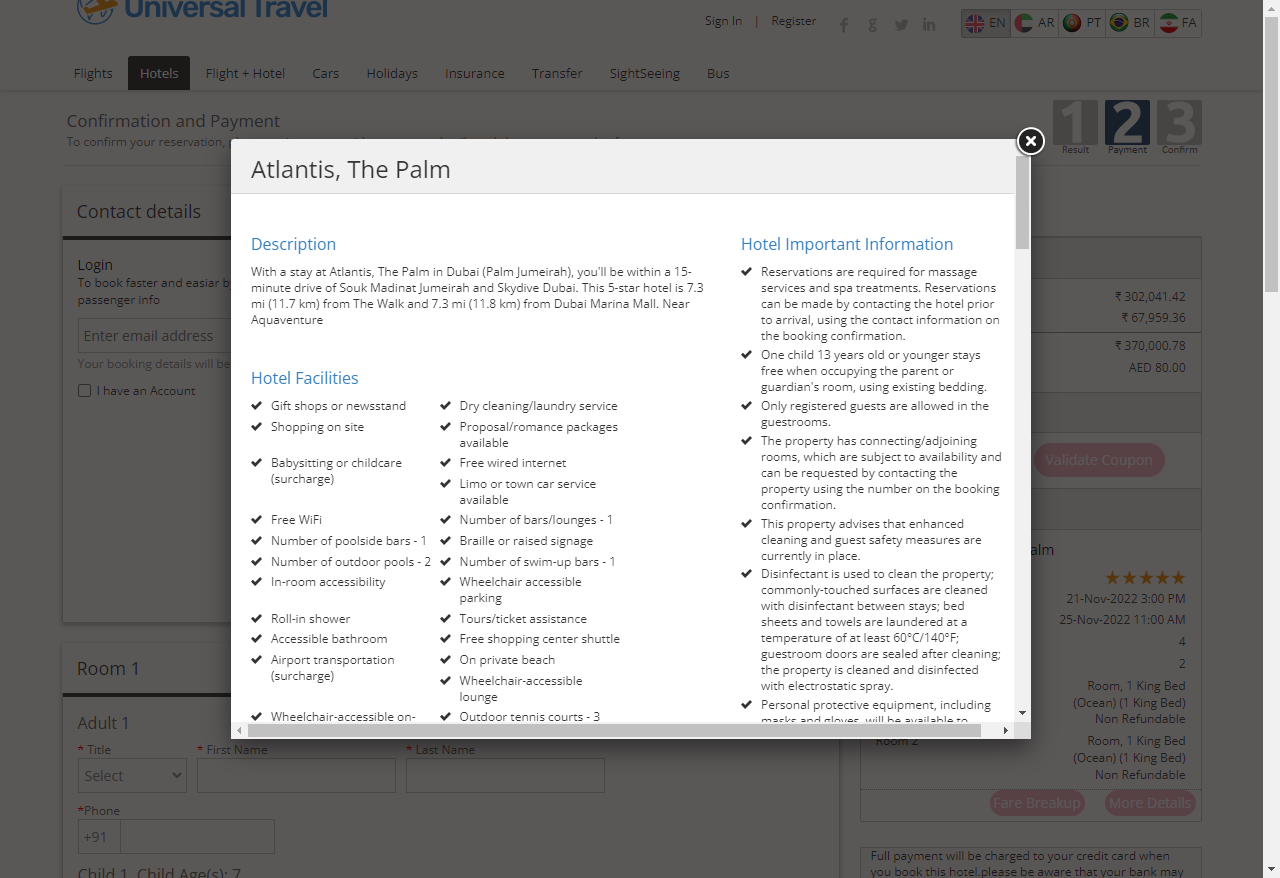 Universal Travel
Sign In | Register
EN AR PT BR FA
Flights Hotels Flight + Hotel Cars Holidays Insurance Transfer SightSeeing Bus
Confirmation and Payment
To confirm your reservation,
1 2 3
Result Payment Confirm
Contact details
Login
To book faster and easiar b
passenger info
Enter email address
Your booking details will be
I have an Account
Room 1
Adult 1
* Title * First Name * Last Name
Select
*Phone
+91
Child 1, Child Age(s): 7
Atlantis, The Palm
Description
With a stay at Atlantis, The Palm in Dubai (Palm Jumeirah), you'll be within a 15-
minute drive of Souk Madinat Jumeirah and Skydive Dubai. This 5-star hotel is 7.3
mi (11.7 km) from The Walk and 7.3 mi (11.8 km) from Dubai Marina Mall. Near
Aquaventure
Hotel Facilities
Gift shops or newsstand
Dry cleaning/laundry service
Shopping on site
Proposal/romance packages
available
Babysitting or childcare
(surcharge)
Free wired internet
Limo or town car service
available
Free WiFi
Number of bars/lounges - 1
Number of poolside bars - 1
Braille or raised signage
Number of outdoor pools - 2
Number of swim-up bars - 1
In-room accessibility
Wheelchair accessible
parking
Roll-in shower
Tours/ticket assistance
Accessible bathroom
Free shopping center shuttle
Airport transportation
(surcharge)
On private beach
Wheelchair-accessible
lounge
Wheelchair-accessible on-
Outdoor tennis courts - 3
Hotel Important Information
Reservations are required for massage
services and spa treatments. Reservations
can be made by contacting the hotel prior
to arrival, using the contact information on
the booking confirmation.
One child 13 years old or younger stays
free when occupying the parent or
guardian's room, using existing bedding.
Only registered guests are allowed in the
guestrooms.
The property has connecting/adjoining
rooms, which are subject to availability and
can be requested by contacting the
property using the number on the booking
confirmation.
This property advises that enhanced
cleaning and guest safety measures are
currently in place.
Disinfectant is used to clean the property;
commonly-touched surfaces are cleaned
with disinfectant between stays; bed
sheets and towels are laundered at a
temperature of at least 60°C/140°F;
guestroom doors are sealed after cleaning;
the property is cleaned and disinfected
with electrostatic spray.
Personal protective equipment, including
masks and gloves, will be available to
₹ 302,041.42
₹ 67,959.36
₹ 370,000.78
AED 80.00
Validate Coupon
alm
21-Nov-2022 3:00 PM
25-Nov-2022 11:00 AM
4
2
Room, 1 King Bed
(Ocean) (1 King Bed)
Non Refundable
Room 2
Room, 1 King Bed
(Ocean) (1 King Bed)
Non Refundable
Fare Breakup More Details
Full payment will be charged to your credit card when
you book this hotel.please be aware that your bank may